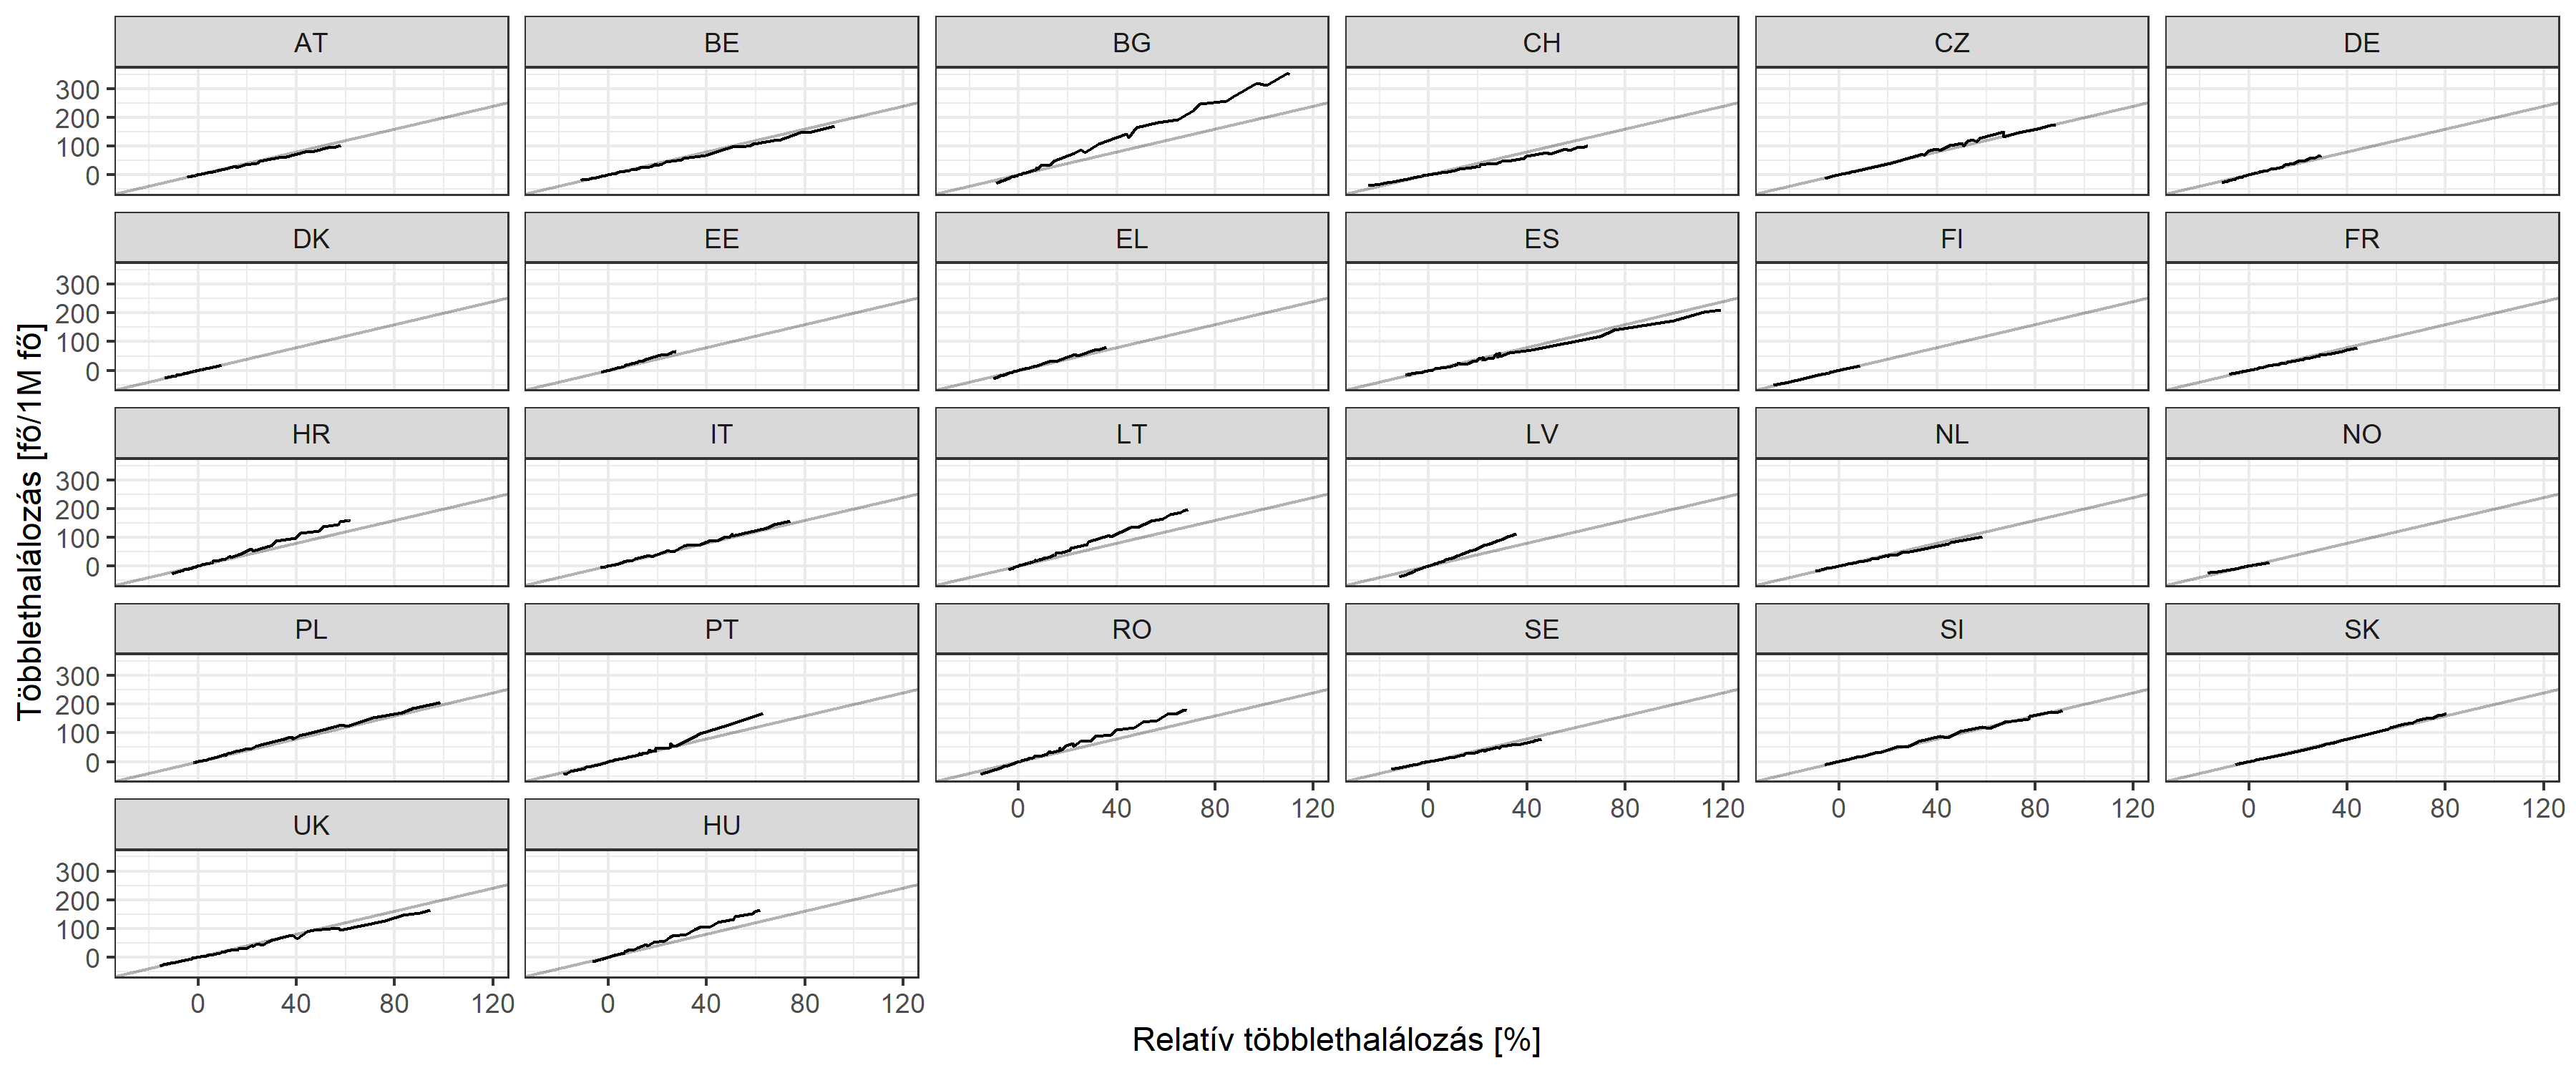 AT BE BG CH CZ DE
300
200
100
0
DK EE EL ES FI FR
300
200
100
0
HR IT LT LV NL NO
300
200
100
0
PL PT RO SE SI SK
300
200
100
0
0 40 80 120 0 40 80 120 0 40 80 120 0 40 80 120
UK HU
300
200
100
0
0 40 80 120 0 40 80 120
Relatív többlethalálozás [%]
Többlethalálozás [fő/1M fő]